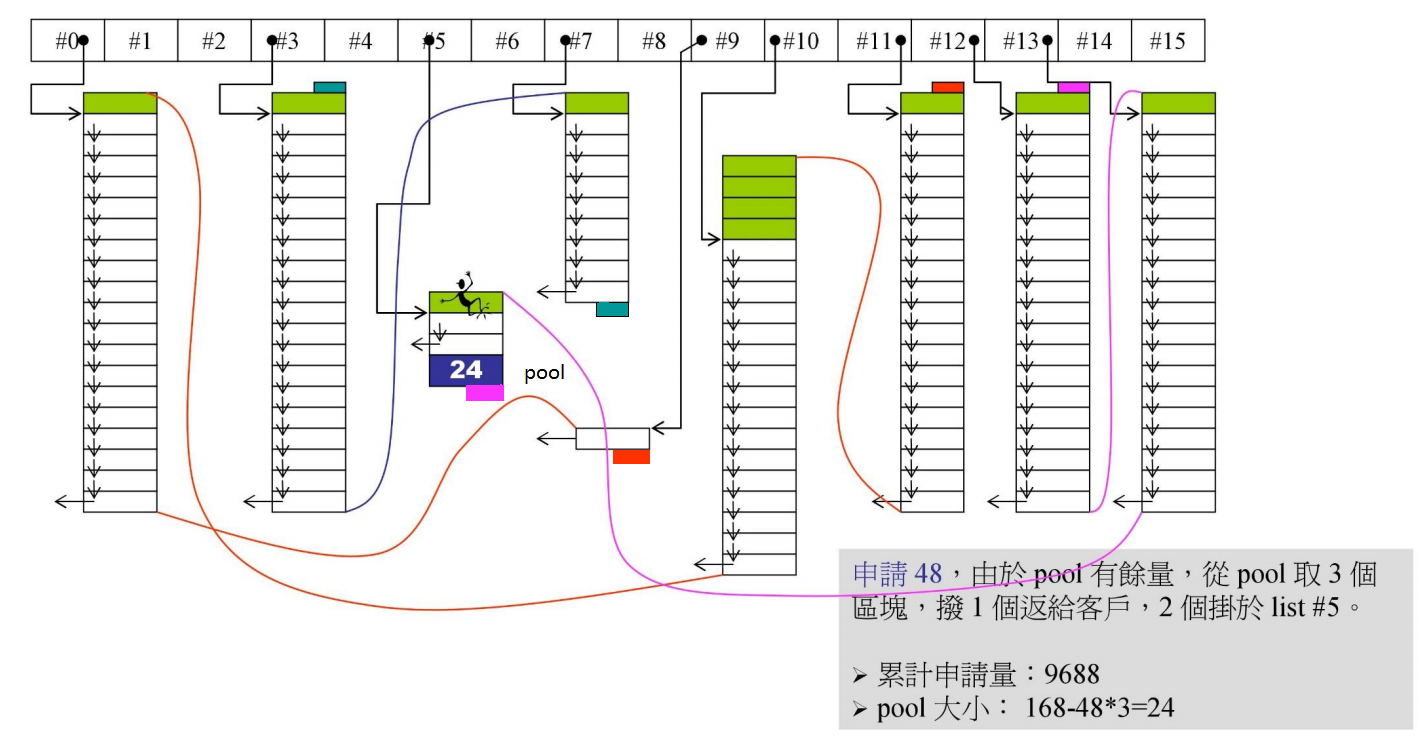 #0 #1 #2 #3 #4 #5 #6 #7 #8 #9 #10 #11 #12 #13 #14 #15
24
pool
申請 48，由於 pool 有餘量，從 pool 取 3 個
區塊，撥 1 個返給客戶，2 個掛於 list #5。
➢ 累計申請量：9688
➢ pool 大小： 168-48*3=24